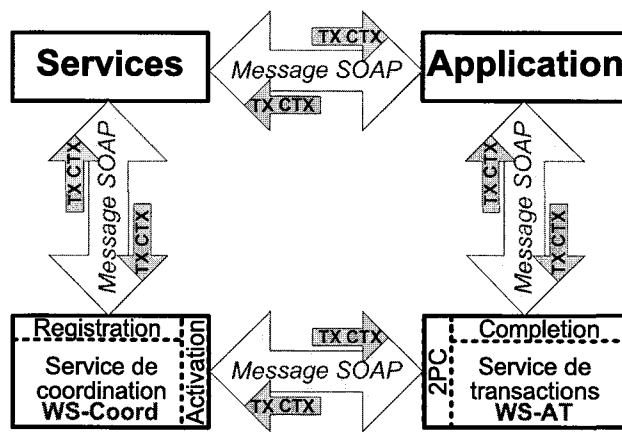 TX CTX
Services
Message SOAP
Application
TX CTX
TX CTX
Message SOAP
TX CTX
TX CTX
Message SOAP
TX CTX
Registration
Activation
Service de
coordination
WS-Coord
TX CTX
Message SOAP
TX CTX
2PC
Completion
Service de
transactions
WS-AT